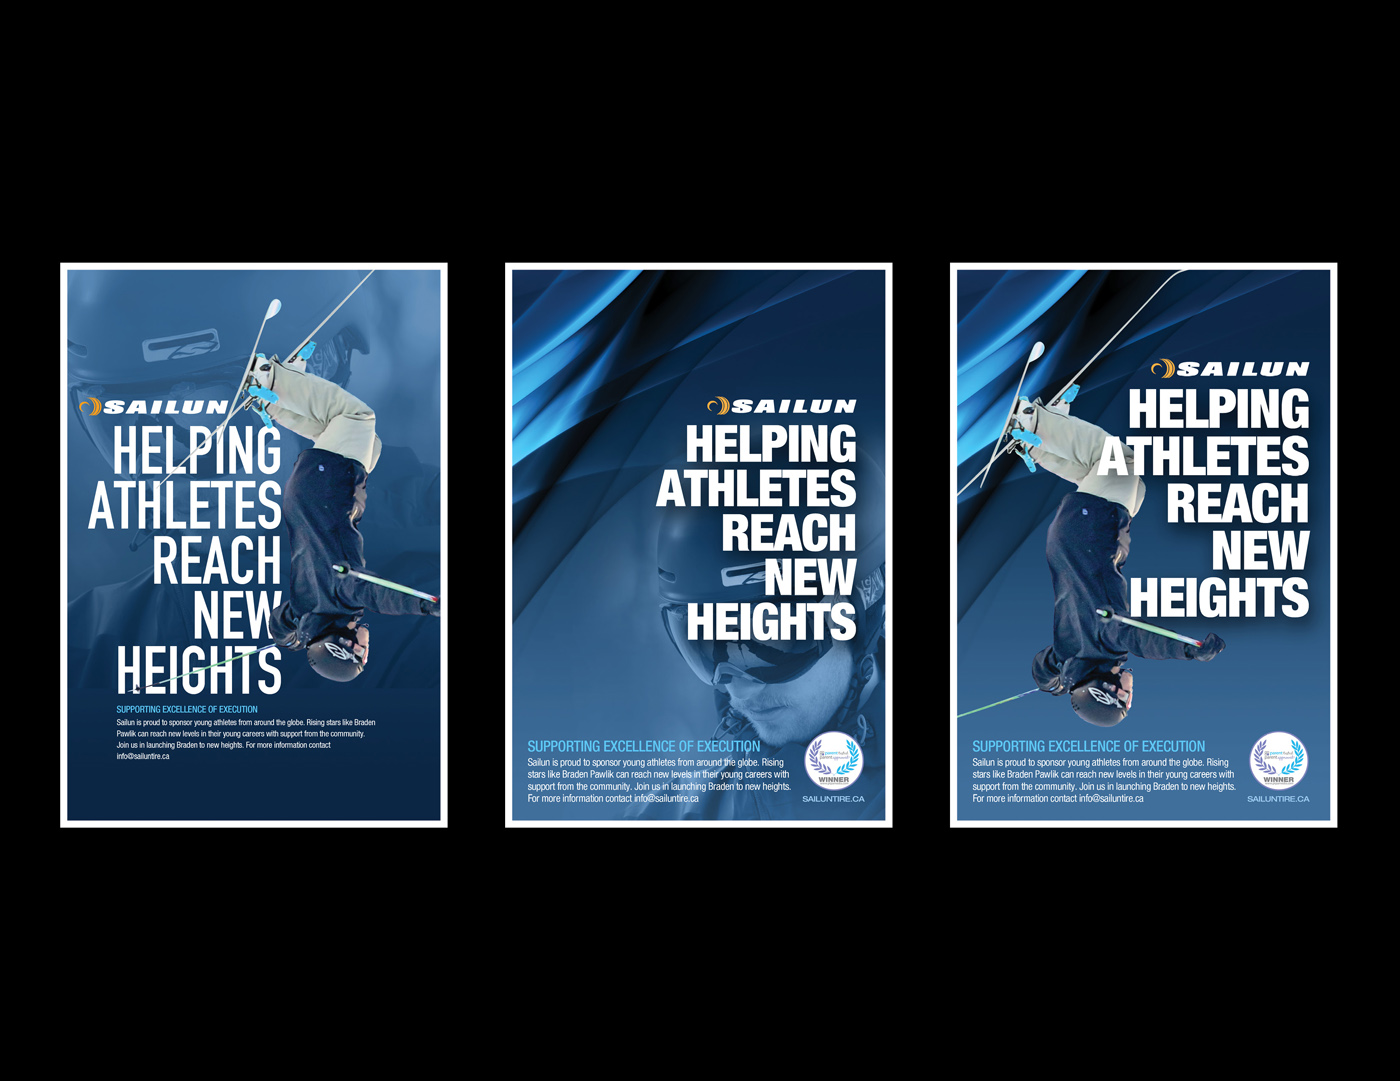 SAILUN
HELPING
ATHLETES
REACH
NEW
HEIGHTS
SUPPORTING EXCELLENCE OF EXECUTION
Sailun is proud to sponsor young athletes from around the globe. Rising stars like Braden
Pawlik can reach new levels in their young careers with support from the community.
Join us in launching Braden to new heights. For more information contact
info@sailuntire.ca
SAILUN
HELPING
ATHLETES
REACH
NEW
HEIGHTS
SUPPORTING EXCELLENCE OF EXECUTION
Sailun is proud to sponsor young athletes from around the globe. Rising
stars like Braden Pawlik can reach new levels in their young careers with
support from the community. Join us in launching Braden to new heights.
For more information contact info@sailuntire.ca
parent tested
parent approved
WINNER
SAILUNTIRE.CA
SAILUN
HELPING
ATHLETES
REACH
NEW
HEIGHTS
SUPPORTING EXCELLENCE OF EXECUTION
Sailun is proud to sponsor young athletes from around the globe. Rising
stars like Braden Pawlik can reach new levels in their young careers with
support from the community. Join us in launching Braden to new heights.
For more information contact info@sailuntire.ca
parent tested
parent approved
WINNER
SAILUNTIRE.CA